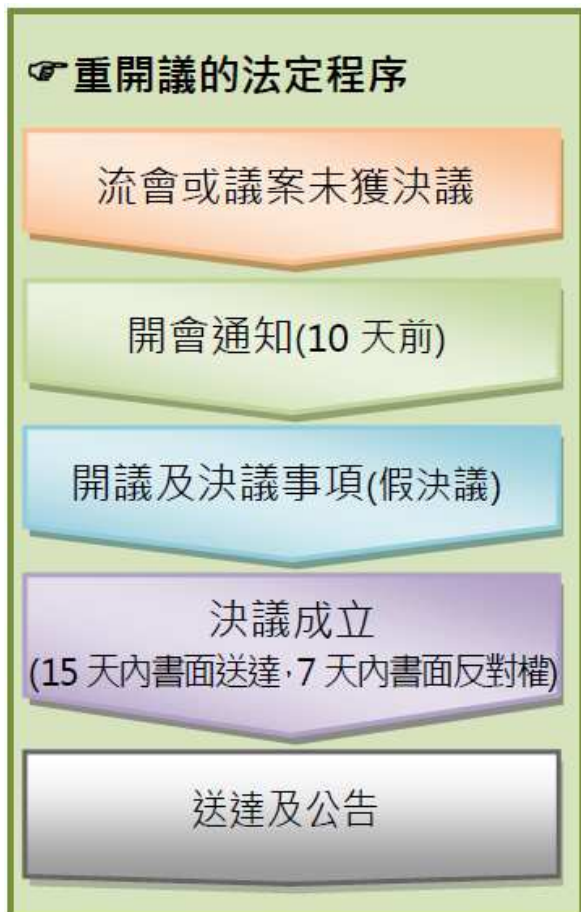 ☞重開議的法定程序
流會或議案未獲決議
開會通知(10 天前)
開議及決議事項(假決議)
決議成立
(15 天內書面送達,7 天內書面反對權)
送達及公告